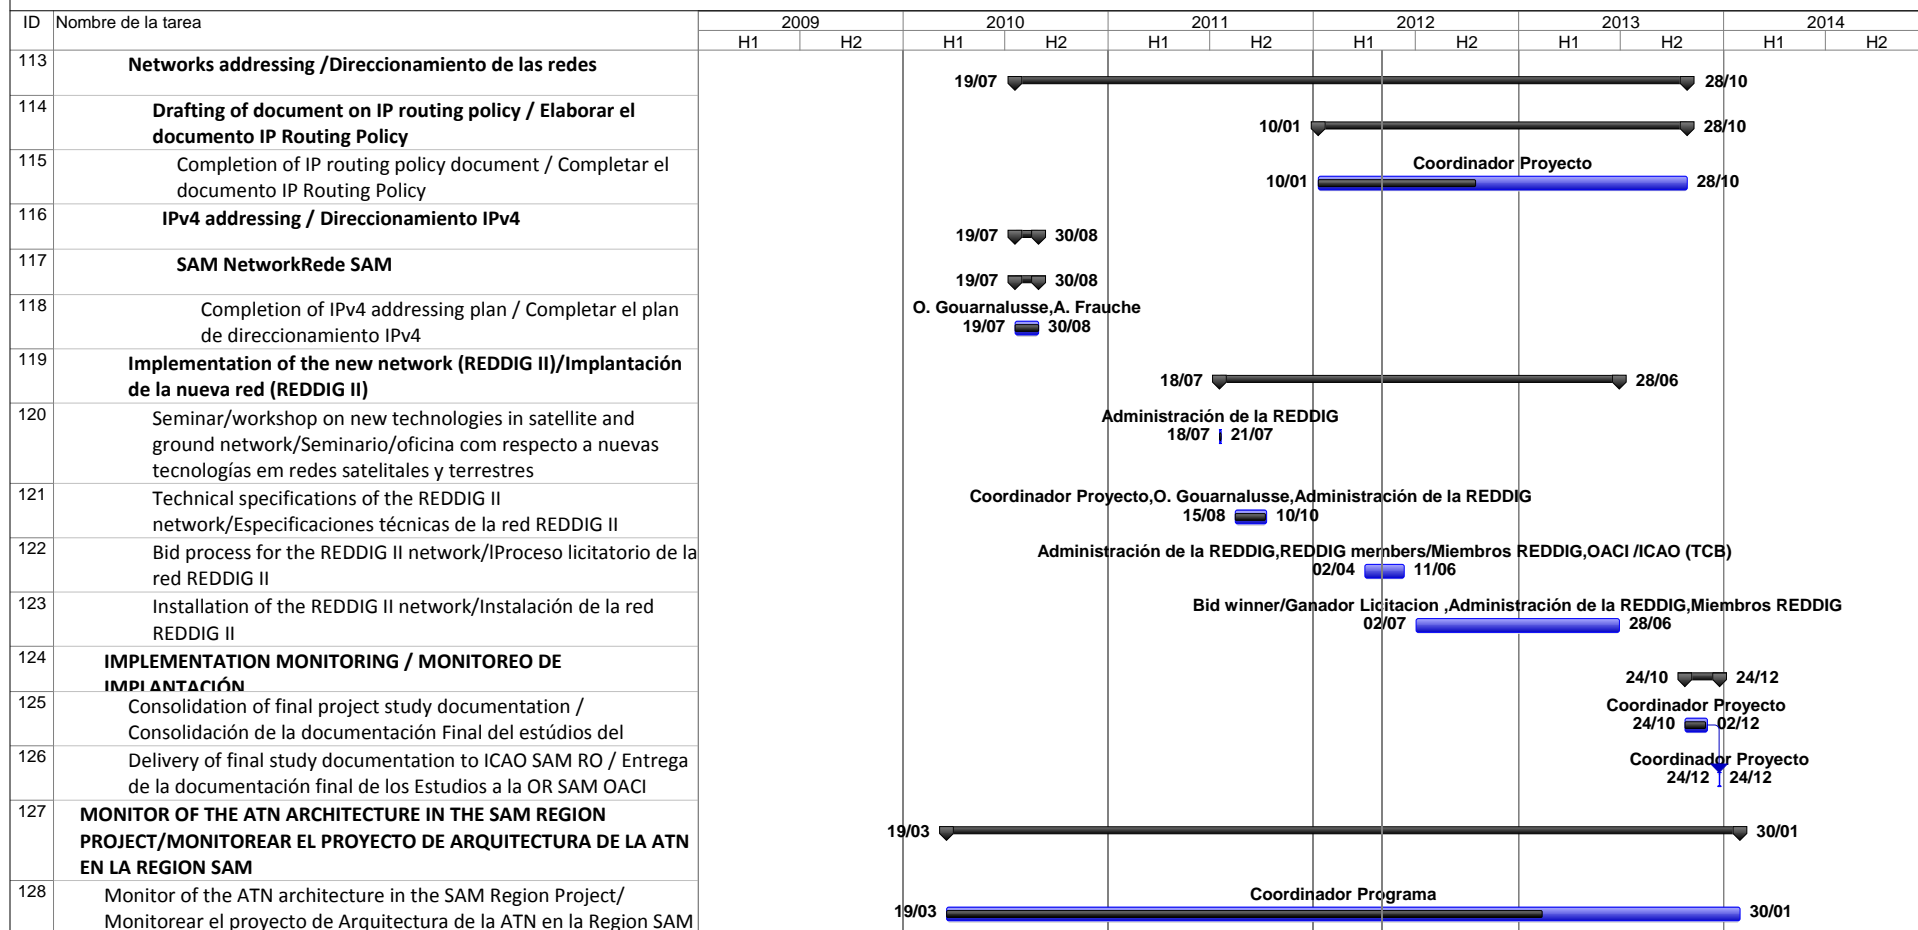 ID Nombre de la tarea 2009 2010 2011 2012 2013 2014
H1 H2 H1 H2 H1 H2 H1 H2 H1 H2 H1 H2
113 Networks addressing /Direccionamiento de las redes
19/07 28/10
114 Drafting of document on IP routing policy / Elaborar el
documento IP Routing Policy
10/01 28/10
115 Completion of IP routing policy document / Completar el
documento IP Routing Policy
Coordinador Proyecto
10/01 28/10
116 IPv4 addressing / Direccionamiento IPv4
19/07 30/08
117 SAM NetworkRede SAM
19/07 30/08
118 Completion of IPv4 addressing plan / Completar el plan
de direccionamiento IPv4
O. Gouarnalusse,A. Frauche
19/07 30/08
119 Implementation of the new network (REDDIG II)/Implantación
de la nueva red (REDDIG II)
18/07 28/06
120 Seminar/workshop on new technologies in satellite and
ground network/Seminario/oficina com respecto a nuevas
tecnologías em redes satelitales y terrestres
Administración de la REDDIG
18/07 21/07
121 Technical specifications of the REDDIG II
network/Especificaciones técnicas de la red REDDIG II
Coordinador Proyecto,O. Gouarnalusse,Administración de la REDDIG
15/08 10/10
122 Bid process for the REDDIG II network/lProceso licitatorio de la
red REDDIG II
Administración de la REDDIG,REDDIG members/Miembros REDDIG,OACI /ICAO (TCB)
02/04 11/06
123 Installation of the REDDIG II network/Instalación de la red
REDDIG II
Bid winner/Ganador Licitacion ,Administración de la REDDIG,Miembros REDDIG
02/07 28/06
124 IMPLEMENTATION MONITORING / MONITOREO DE
IMPLANTACIÓN
24/10 24/12
125 Consolidation of final project study documentation /
Consolidación de la documentación Final del estúdios del
Coordinador Proyecto
24/10 02/12
126 Delivery of final study documentation to ICAO SAM RO / Entrega
de la documentación final de los Estudios a la OR SAM OACI
Coordinador Proyecto
24/12 24/12
127 MONITOR OF THE ATN ARCHITECTURE IN THE SAM REGION
PROJECT/MONITOREAR EL PROYECTO DE ARQUITECTURA DE LA ATN
EN LA REGION SAM
19/03 30/01
128 Monitor of the ATN architecture in the SAM Region Project/
Monitorear el proyecto de Arquitectura de la ATN en la Region SAM
Coordinador Programa
19/03 30/01